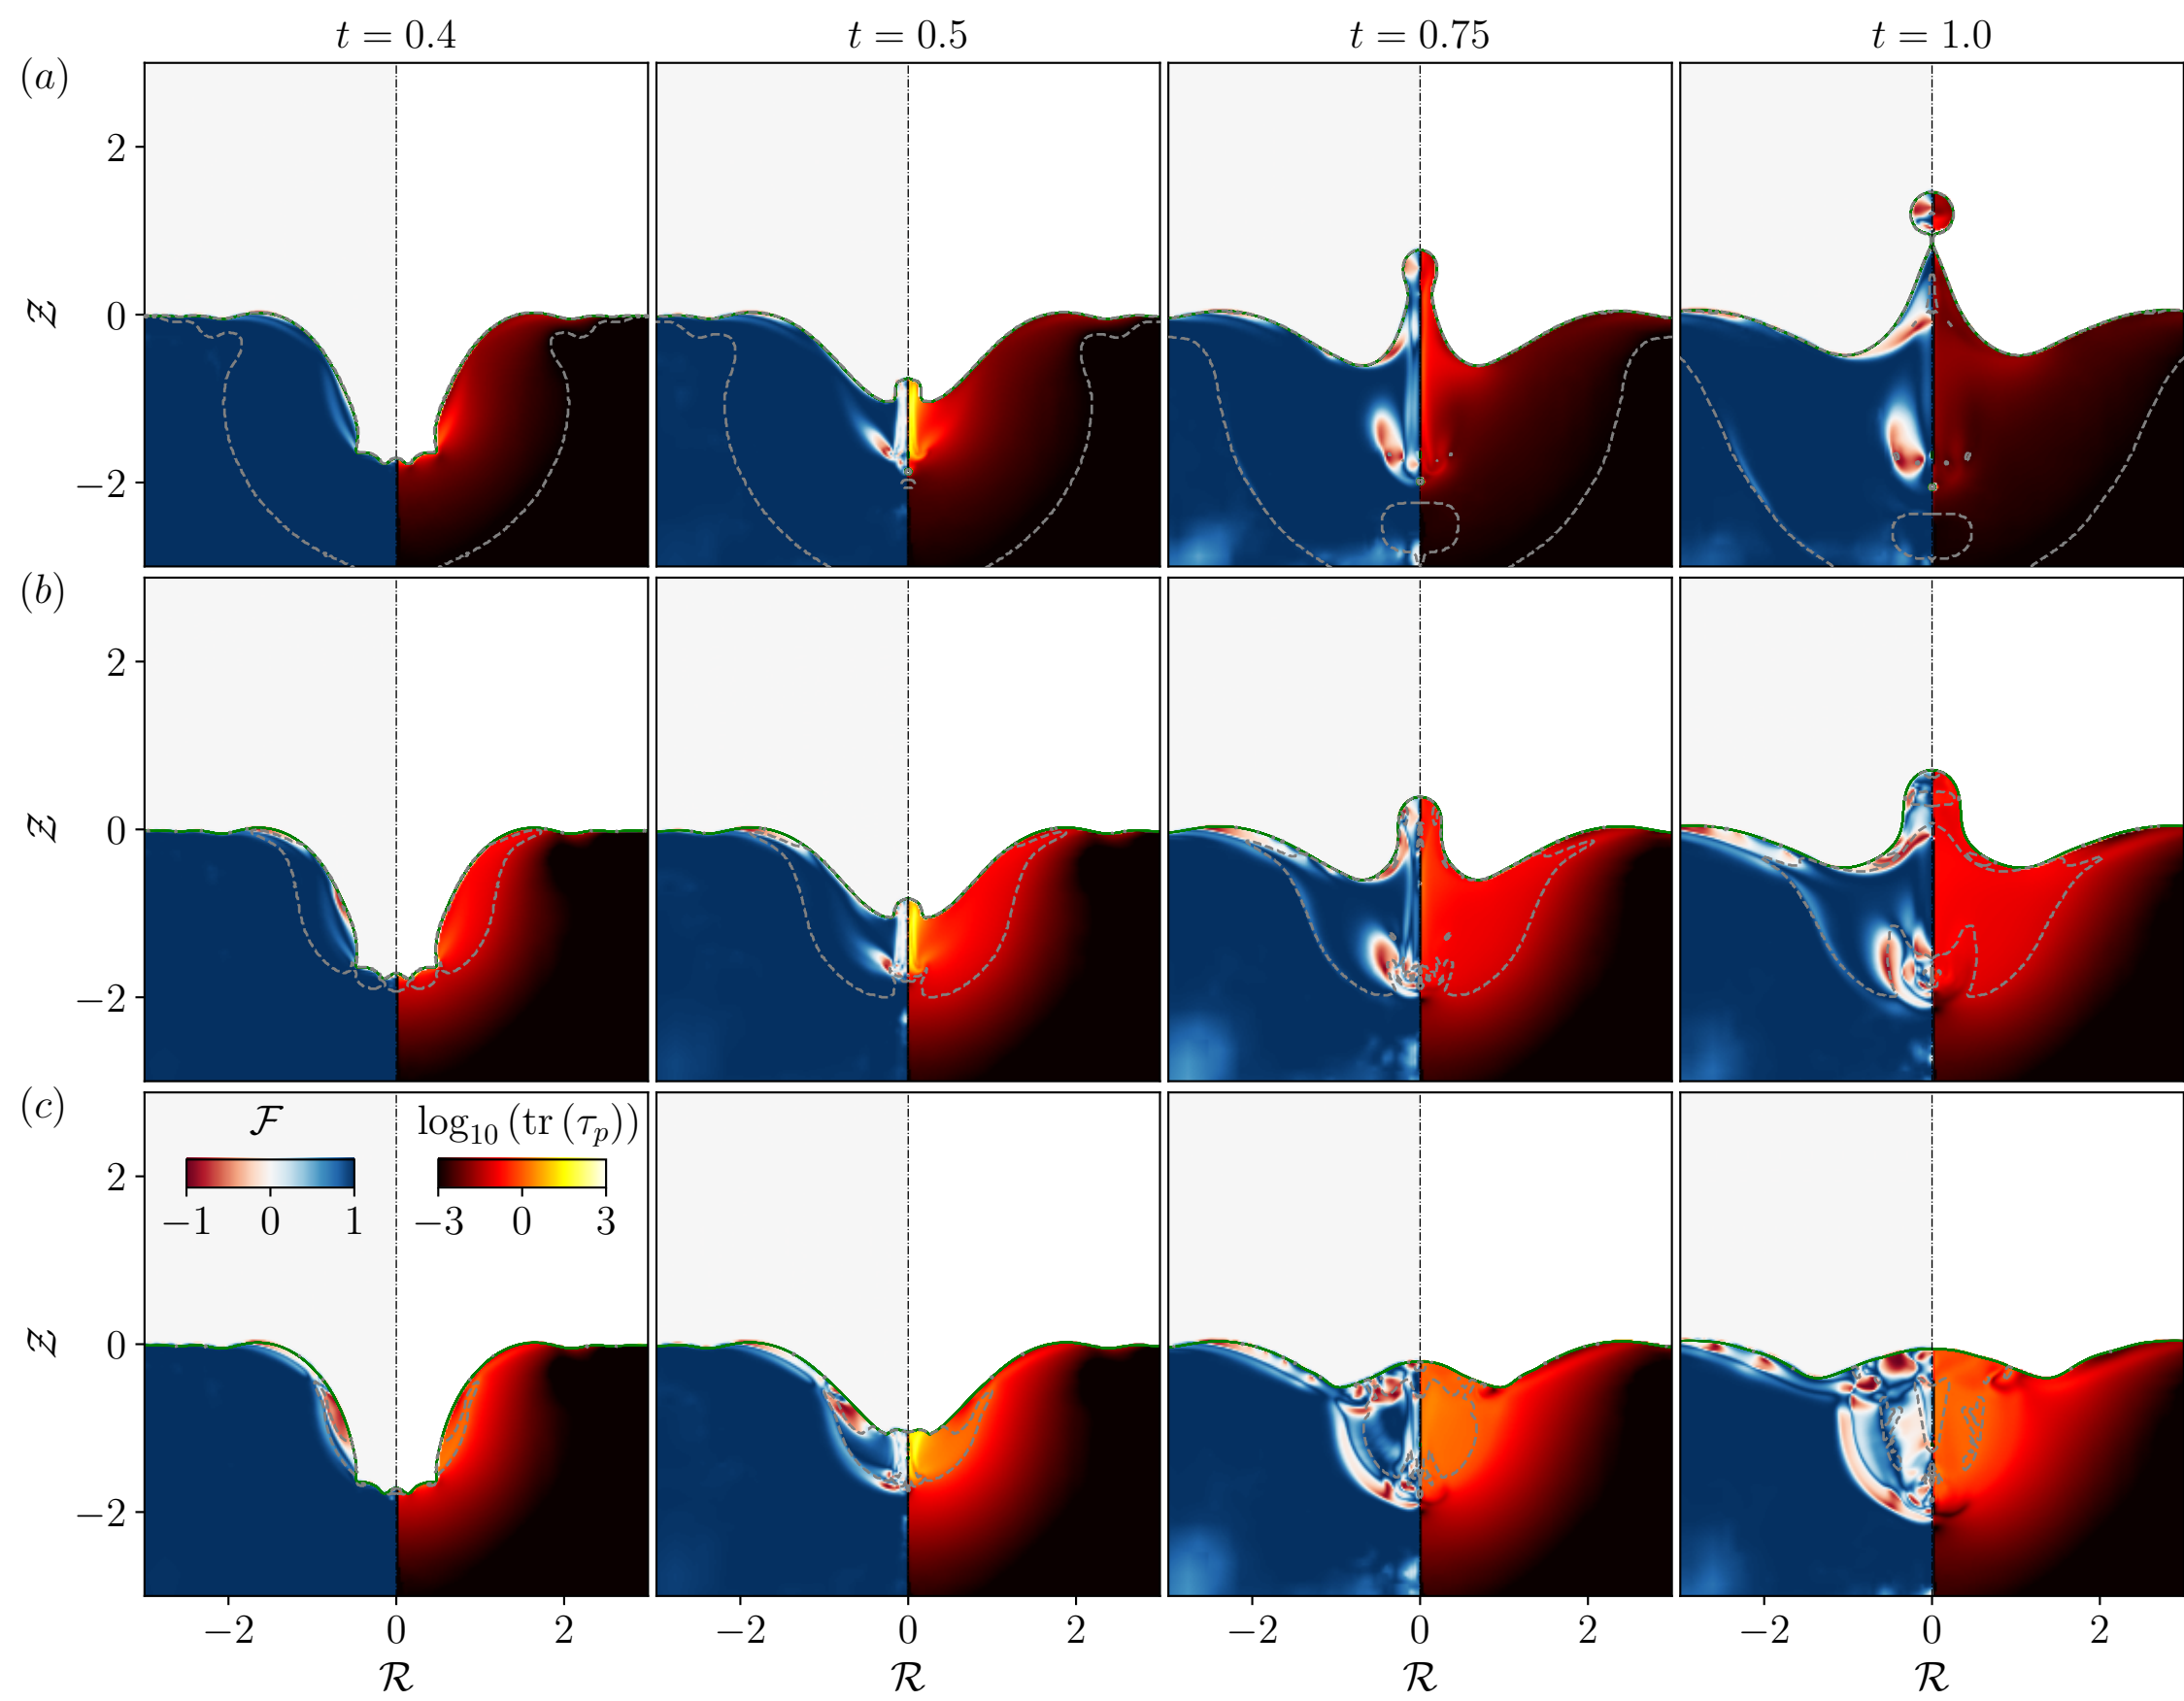 t = 0.4 t = 0.5 t = 0.75 t = 1.0
(a)
2
0
−2
𝒵
(b)
2
0
−2
𝒵
(c)
ℱ log₁₀ (tr (τₚ))
−1 0 1 −3 0 3
2
0
−2
𝒵
−2 0 2 −2 0 2 −2 0 2 −2 0 2
ℛ ℛ ℛ ℛ